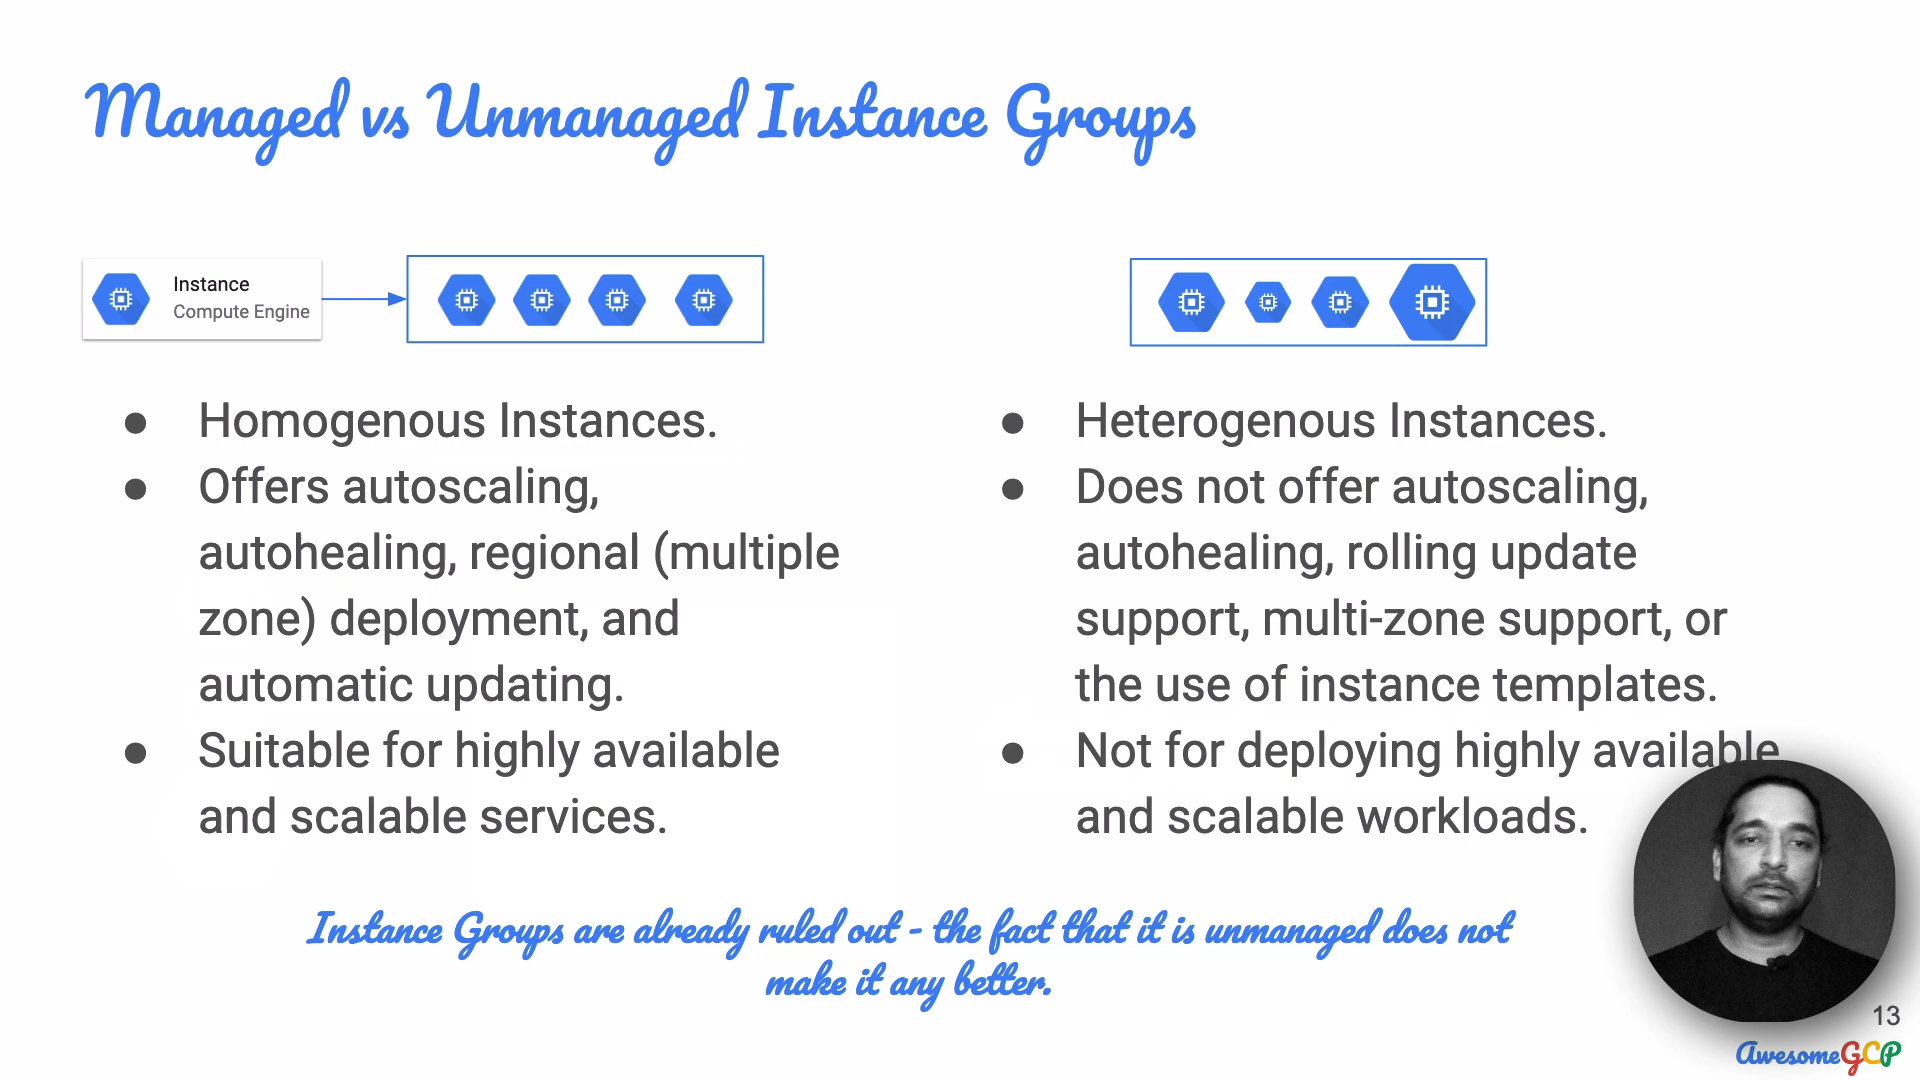 Managed vs Unmanaged Instance Groups
Instance
Compute Engine
● Homogenous Instances.
● Offers autoscaling,
autohealing, regional (multiple
zone) deployment, and
automatic updating.
● Suitable for highly available
and scalable services.
● Heterogenous Instances.
● Does not offer autoscaling,
autohealing, rolling update
support, multi-zone support, or
the use of instance templates.
● Not for deploying highly available
and scalable workloads.
Instance Groups are already ruled out - the fact that it is unmanaged does not
make it any better.
13
AwesomeGCP